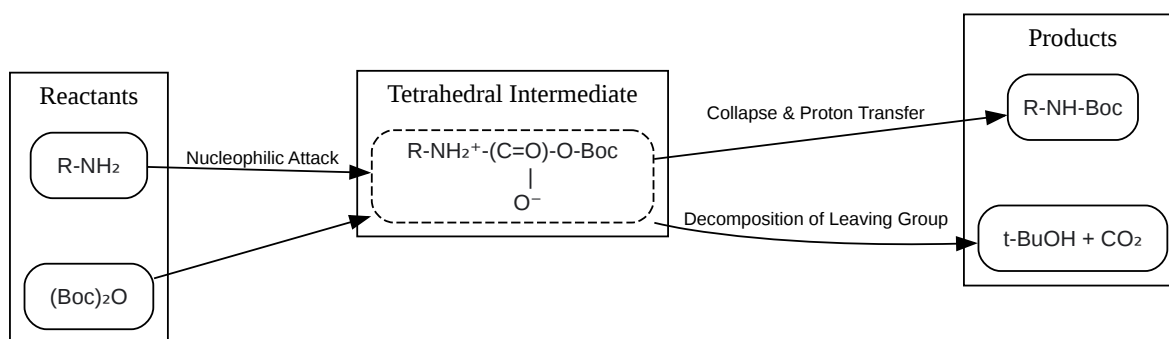 Reactants
R-NH₂
(Boc)₂O
Nucleophilic Attack
Tetrahedral Intermediate
R-NH₂⁺-(C=O)-O-Boc
|
O⁻
Collapse & Proton Transfer
Decomposition of Leaving Group
Products
R-NH-Boc
t-BuOH + CO₂